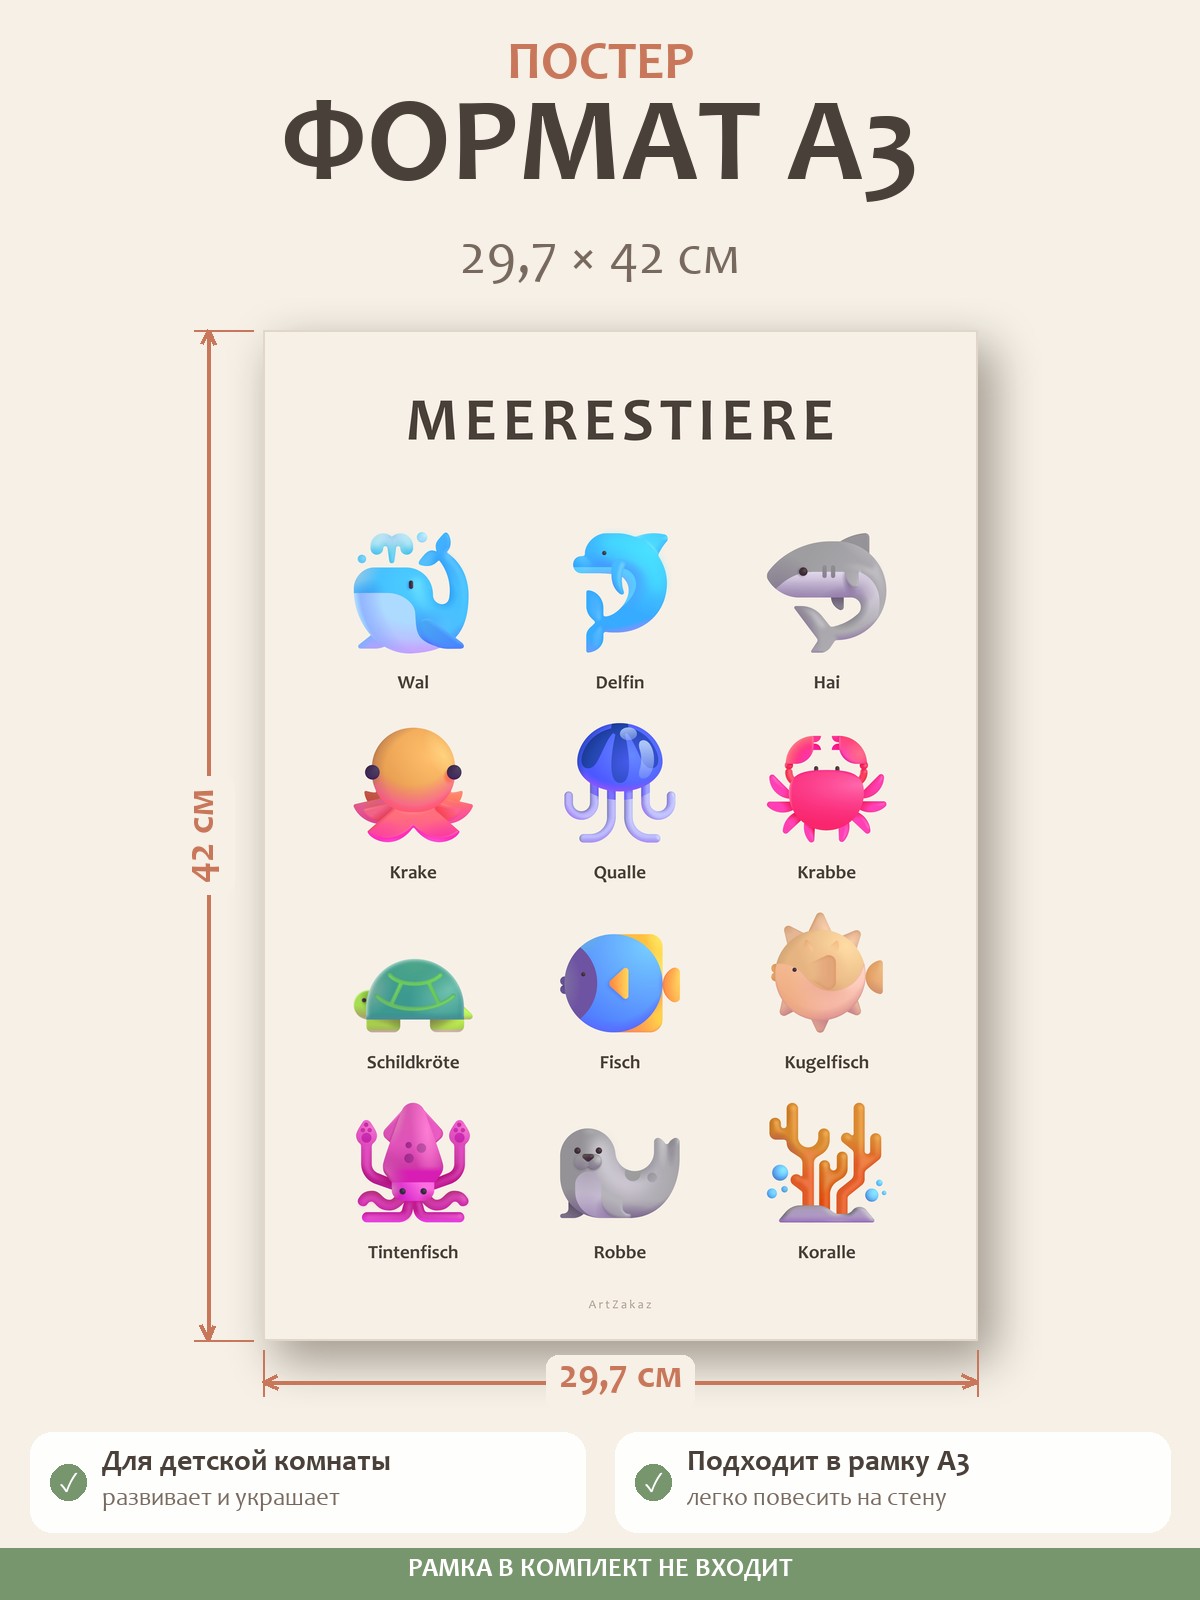 ПОСТЕР
ФОРМАТ А3
29,7 × 42 см
MEERESTIERE
Wal
Delfin
Hai
Krake
Qualle
Krabbe
42 см
Schildkröte
Fisch
Kugelfisch
Tintenfisch
Robbe
Koralle
ArtZakaz
29,7 см
✓ Для детской комнаты
развивает и украшает
✓ Подходит в рамку А3
легко повесить на стену
РАМКА В КОМПЛЕКТ НЕ ВХОДИТ